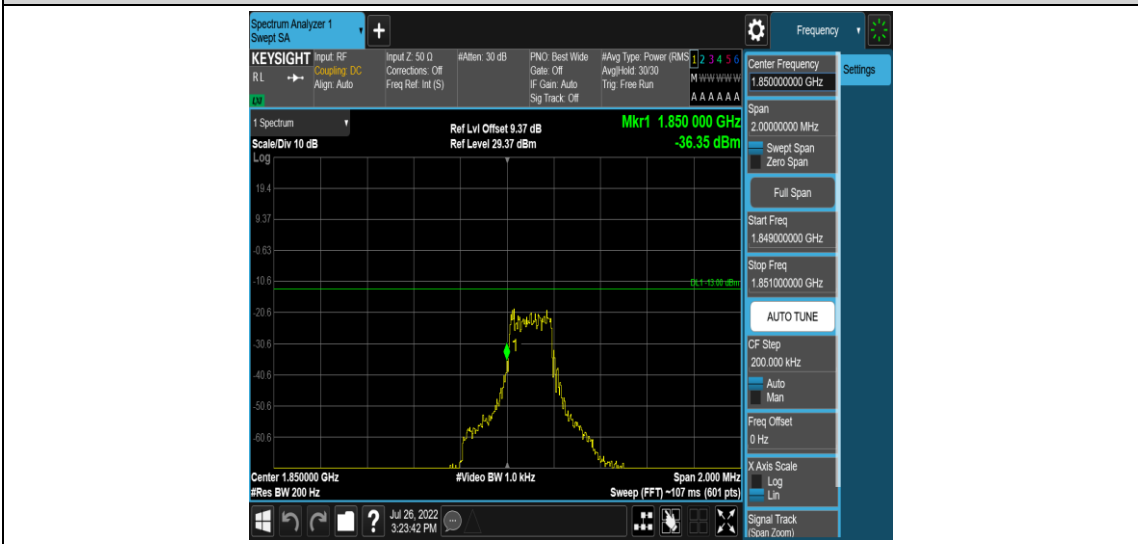 Spectrum Analyzer 1
Swept SA
+
Frequency
KEYSIGHT
RL
LXI
Input: RF
Coupling: DC
Align: Auto
Input Z: 50 Ω
Corrections: Off
Freq Ref: Int (S)
#Atten: 30 dB
PNO: Best Wide
Gate: Off
IF Gain: Auto
Sig Track: Off
#Avg Type: Power (RMS
Avg|Hold: 30/30
Trig: Free Run
1 2 3 4 5 6
M W W W W W
A A A A A A
1 Spectrum
Scale/Div 10 dB
Log
Ref Lvl Offset 9.37 dB
Ref Level 29.37 dBm
Mkr1 1.850 000 GHz
-36.35 dBm
19.4
9.37
-0.63
-10.6
DL1 -13.00 dBm
-20.6
-30.6
1
-40.6
-50.6
-60.6
Center 1.850000 GHz
#Res BW 200 Hz
#Video BW 1.0 kHz
Span 2.000 MHz
Sweep (FFT) ~107 ms (601 pts)
?
Jul 26, 2022
3:23:42 PM
Center Frequency
1.850000000 GHz
Settings
Span
2.00000000 MHz
Swept Span
Zero Span
Full Span
Start Freq
1.849000000 GHz
Stop Freq
1.851000000 GHz
AUTO TUNE
CF Step
200.000 kHz
Auto
Man
Freq Offset
0 Hz
X Axis Scale
Log
Lin
Signal Track
(Span Zoom)